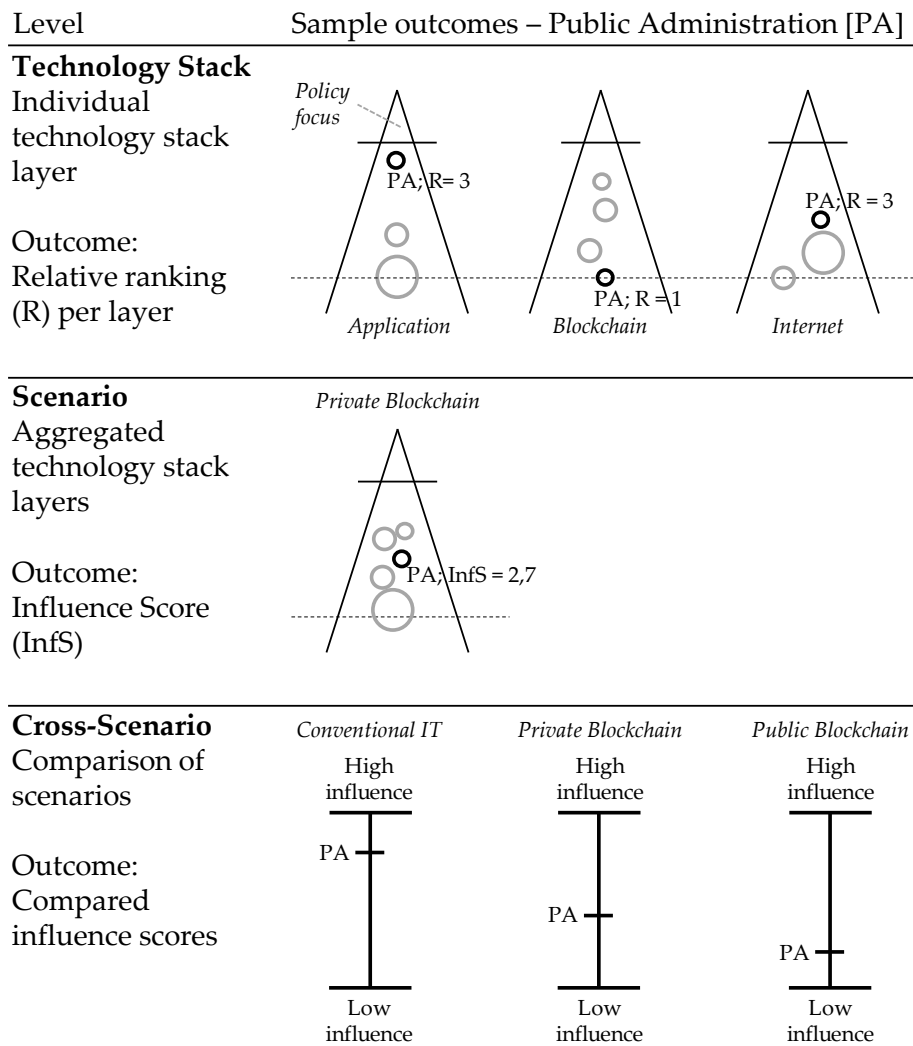 Level
Sample outcomes – Public Administration [PA]
Technology Stack
Individual
technology stack
layer
Outcome:
Relative ranking
(R) per layer
Policy
focus
PA; R= 3
Application
PA; R = 1
Blockchain
PA; R = 3
Internet
Scenario
Aggregated
technology stack
layers
Outcome:
Influence Score
(InfS)
Private Blockchain
PA; InfS = 2,7
Cross-Scenario
Comparison of
scenarios
Outcome:
Compared
influence scores
Conventional IT
High
influence
PA
Low
influence
Private Blockchain
High
influence
PA
Low
influence
Public Blockchain
High
influence
PA
Low
influence